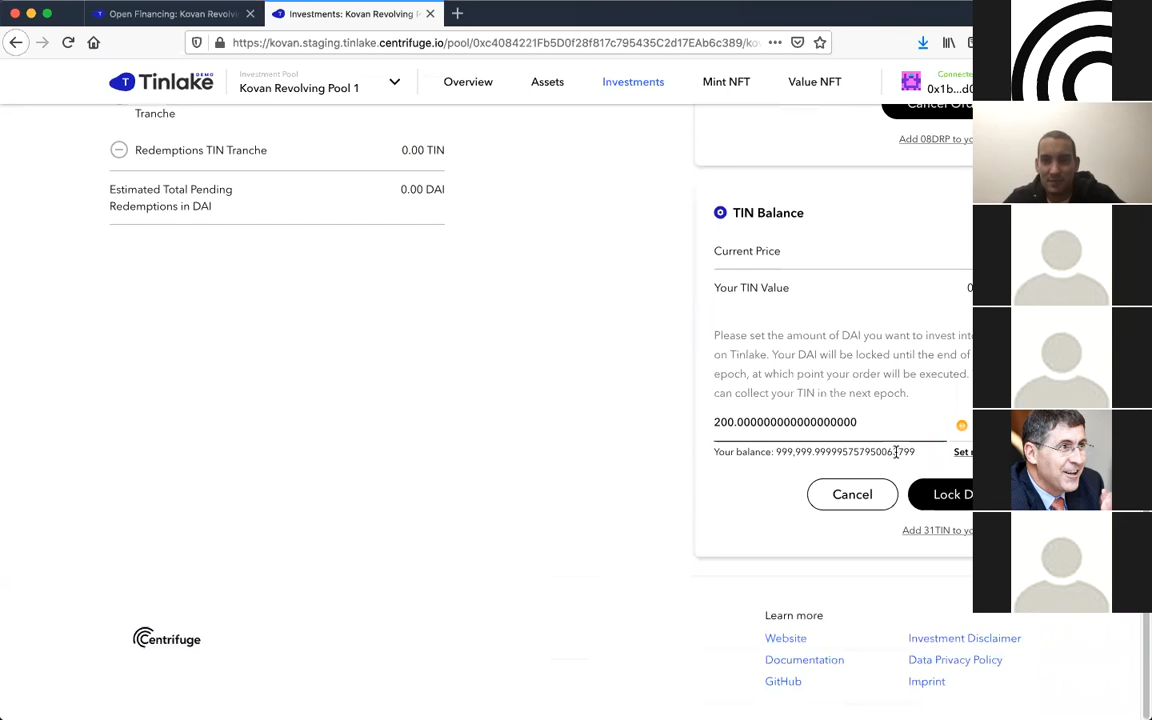 Open Financing: Kovan Revolvi
Investments: Kovan Revolving P
https://kovan.staging.tinlake.centrifuge.io/pool/0xc4084221Fb5D0f28f817c795435C2d17EAb6c389/ko
Tinlake
DEMO
Investment Pool
Kovan Revolving Pool 1
Overview
Assets
Investments
Mint NFT
Value NFT
Connecte
0x1b...d0
Tranche
Redemptions TIN Tranche
0.00 TIN
Estimated Total Pending
Redemptions in DAI
0.00 DAI
Cancel Ord
Add 08DRP to yo
TIN Balance
Current Price
Your TIN Value
0
Please set the amount of DAI you want to invest int
on Tinlake. Your DAI will be locked until the end of
epoch, at which point your order will be executed.
can collect your TIN in the next epoch.
200.000000000000000000
Your balance:
Set
Cancel
Lock D
Add 31TIN to yo
Centrifuge
Learn more
Website
Documentation
GitHub
Investment Disclaimer
Data Privacy Policy
Imprint